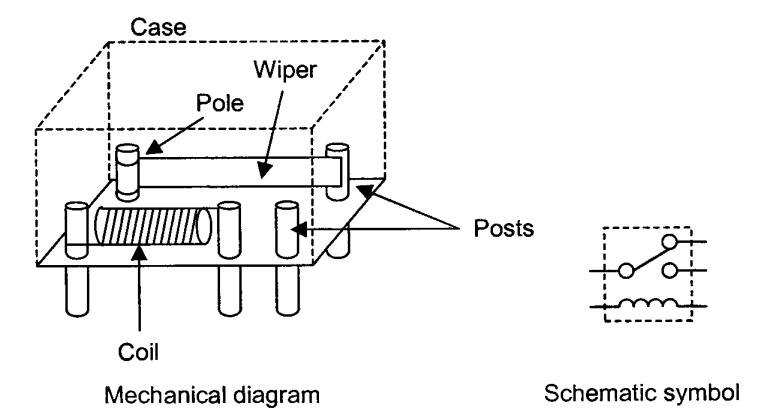 Case
Wiper
Pole
Posts
Coil
Mechanical diagram
Schematic symbol